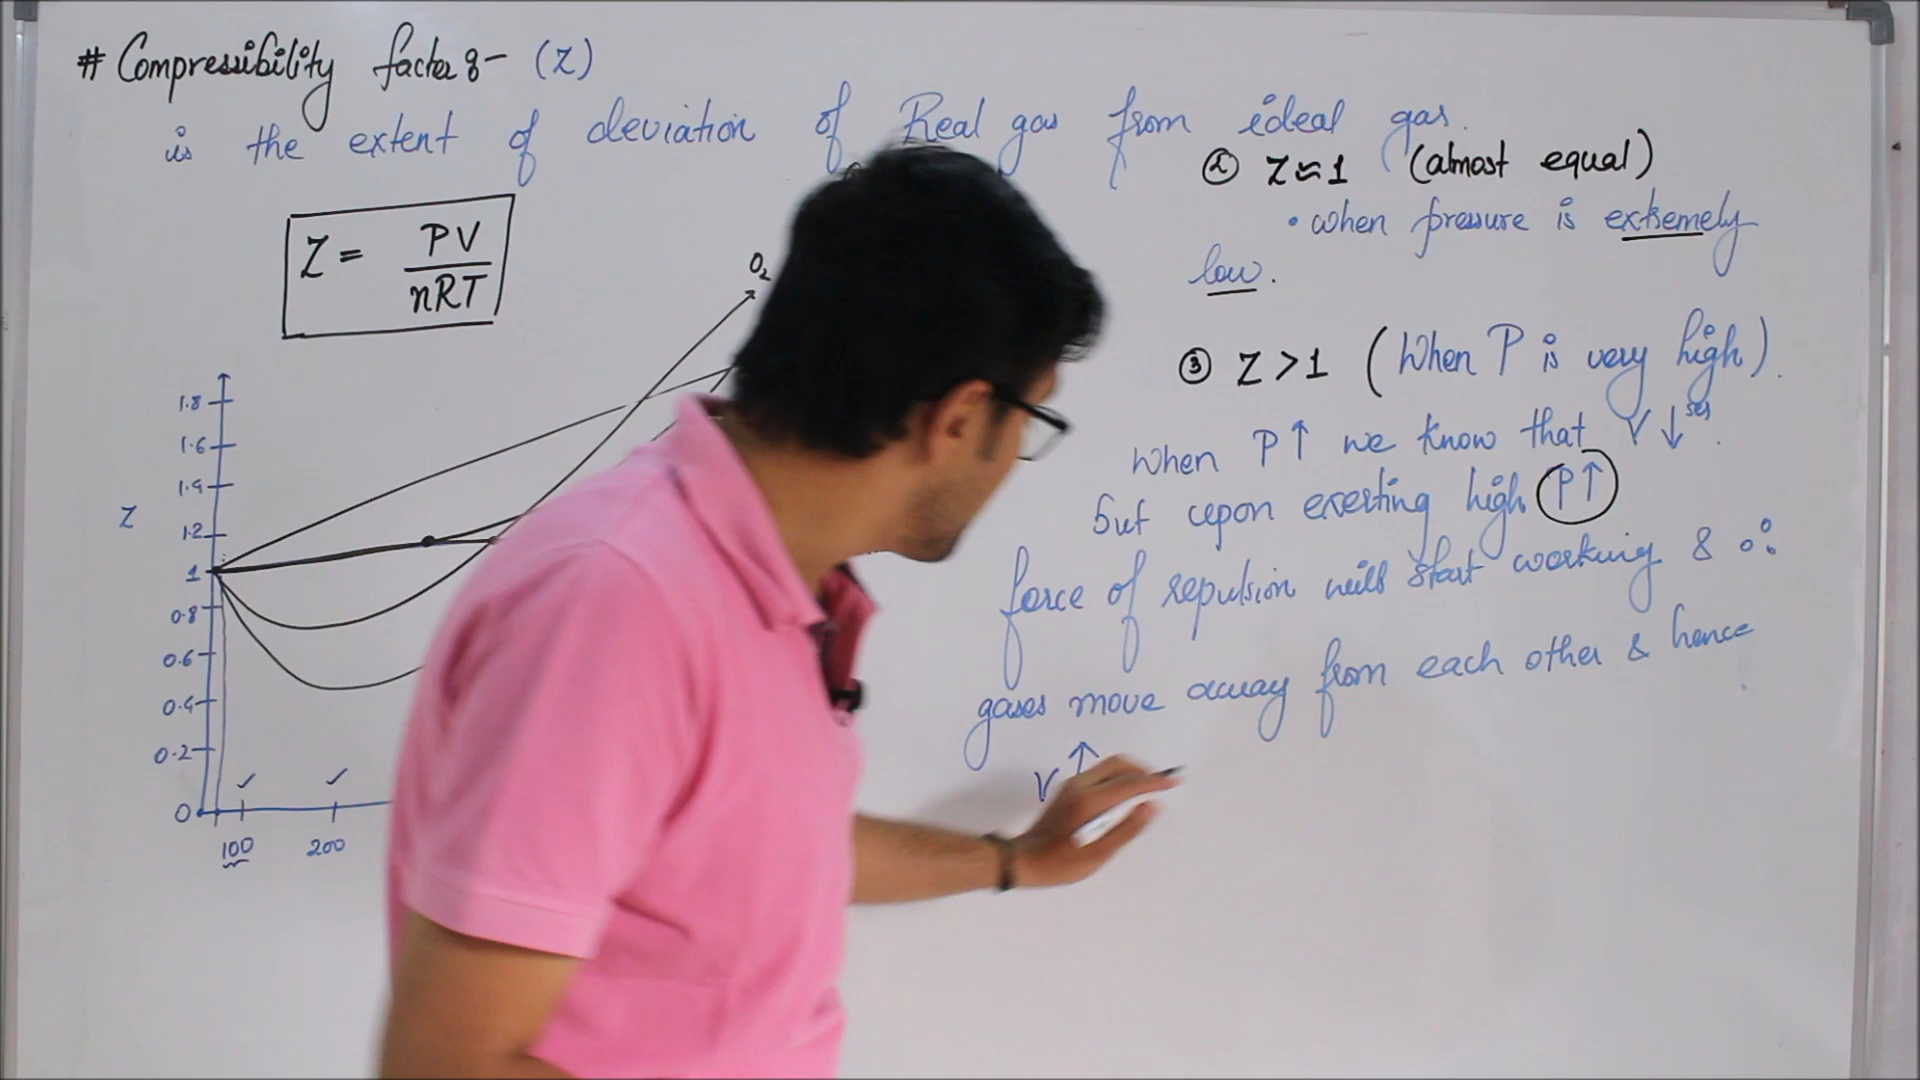 # Compressibility factor :- (Z)
is the extent of deviation of Real gas from ideal gas.
Z = PV
nRT
O2
1.8
1.6
1.4
1.2
1
0.8
0.6
0.4
0.2
0
Z
100
200
② Z ≈ 1 (almost equal)
• when pressure is extremely
low.
③ Z > 1 (When P is very high).
When P↑ we know that V↓ses.
but upon exerting high P↑
force of repulsion will start working & ∴
gases move away from each other & hence
V↑